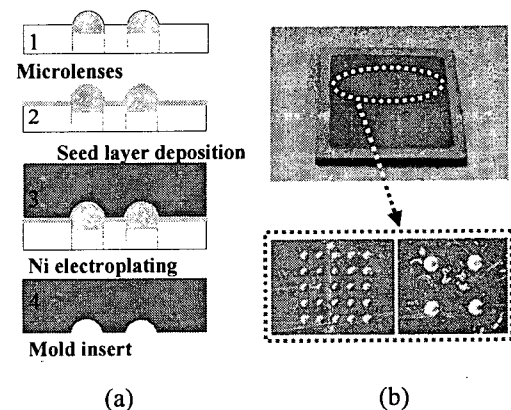 1
Microlenses
2
Seed layer deposition
3
Ni electroplating
4
Mold insert
(a)
(b)